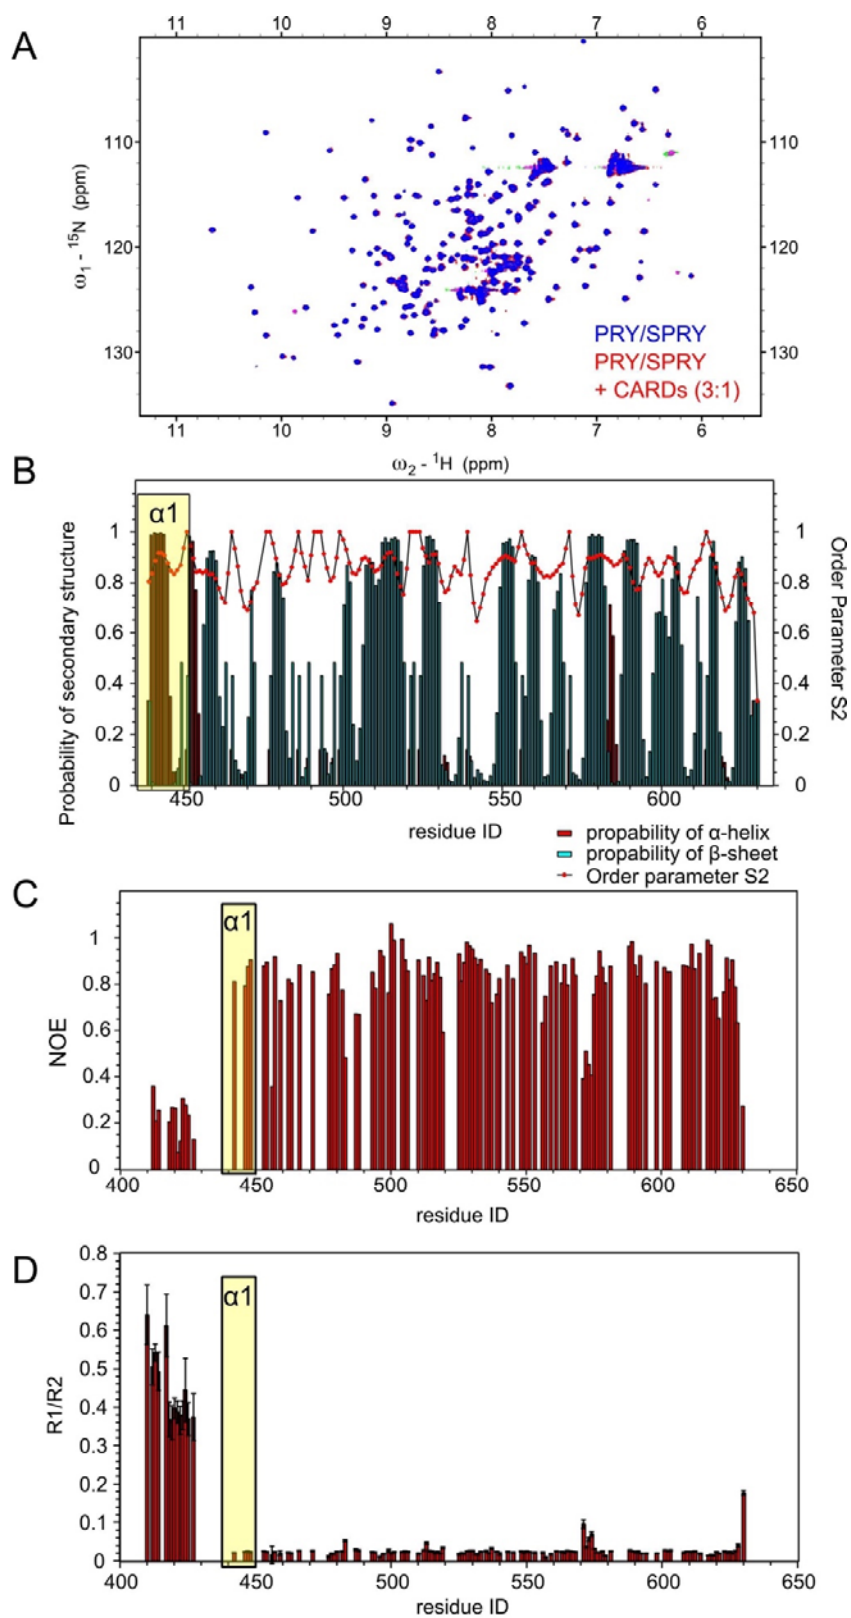 A
11 10 9 8 7 6
110 110
120 120
130 130
ω1 - 15N (ppm)
PRY/SPRY
PRY/SPRY
+ CARDs (3:1)
11 10 9 8 7 6
ω2 - 1H (ppm)
B
α1
1 1
0.8 0.8
0.6 0.6
0.4 0.4
0.2 0.2
0 0
Probability of secondary structure
Order Parameter S2
450 500 550 600
residue ID
propability of α-helix
propability of β-sheet
Order parameter S2
C
α1
1
0.8
0.6
0.4
0.2
0
NOE
400 450 500 550 600 650
residue ID
D
α1
0.8
0.7
0.6
0.5
0.4
0.3
0.2
0.1
0
R1/R2
400 450 500 550 600 650
residue ID